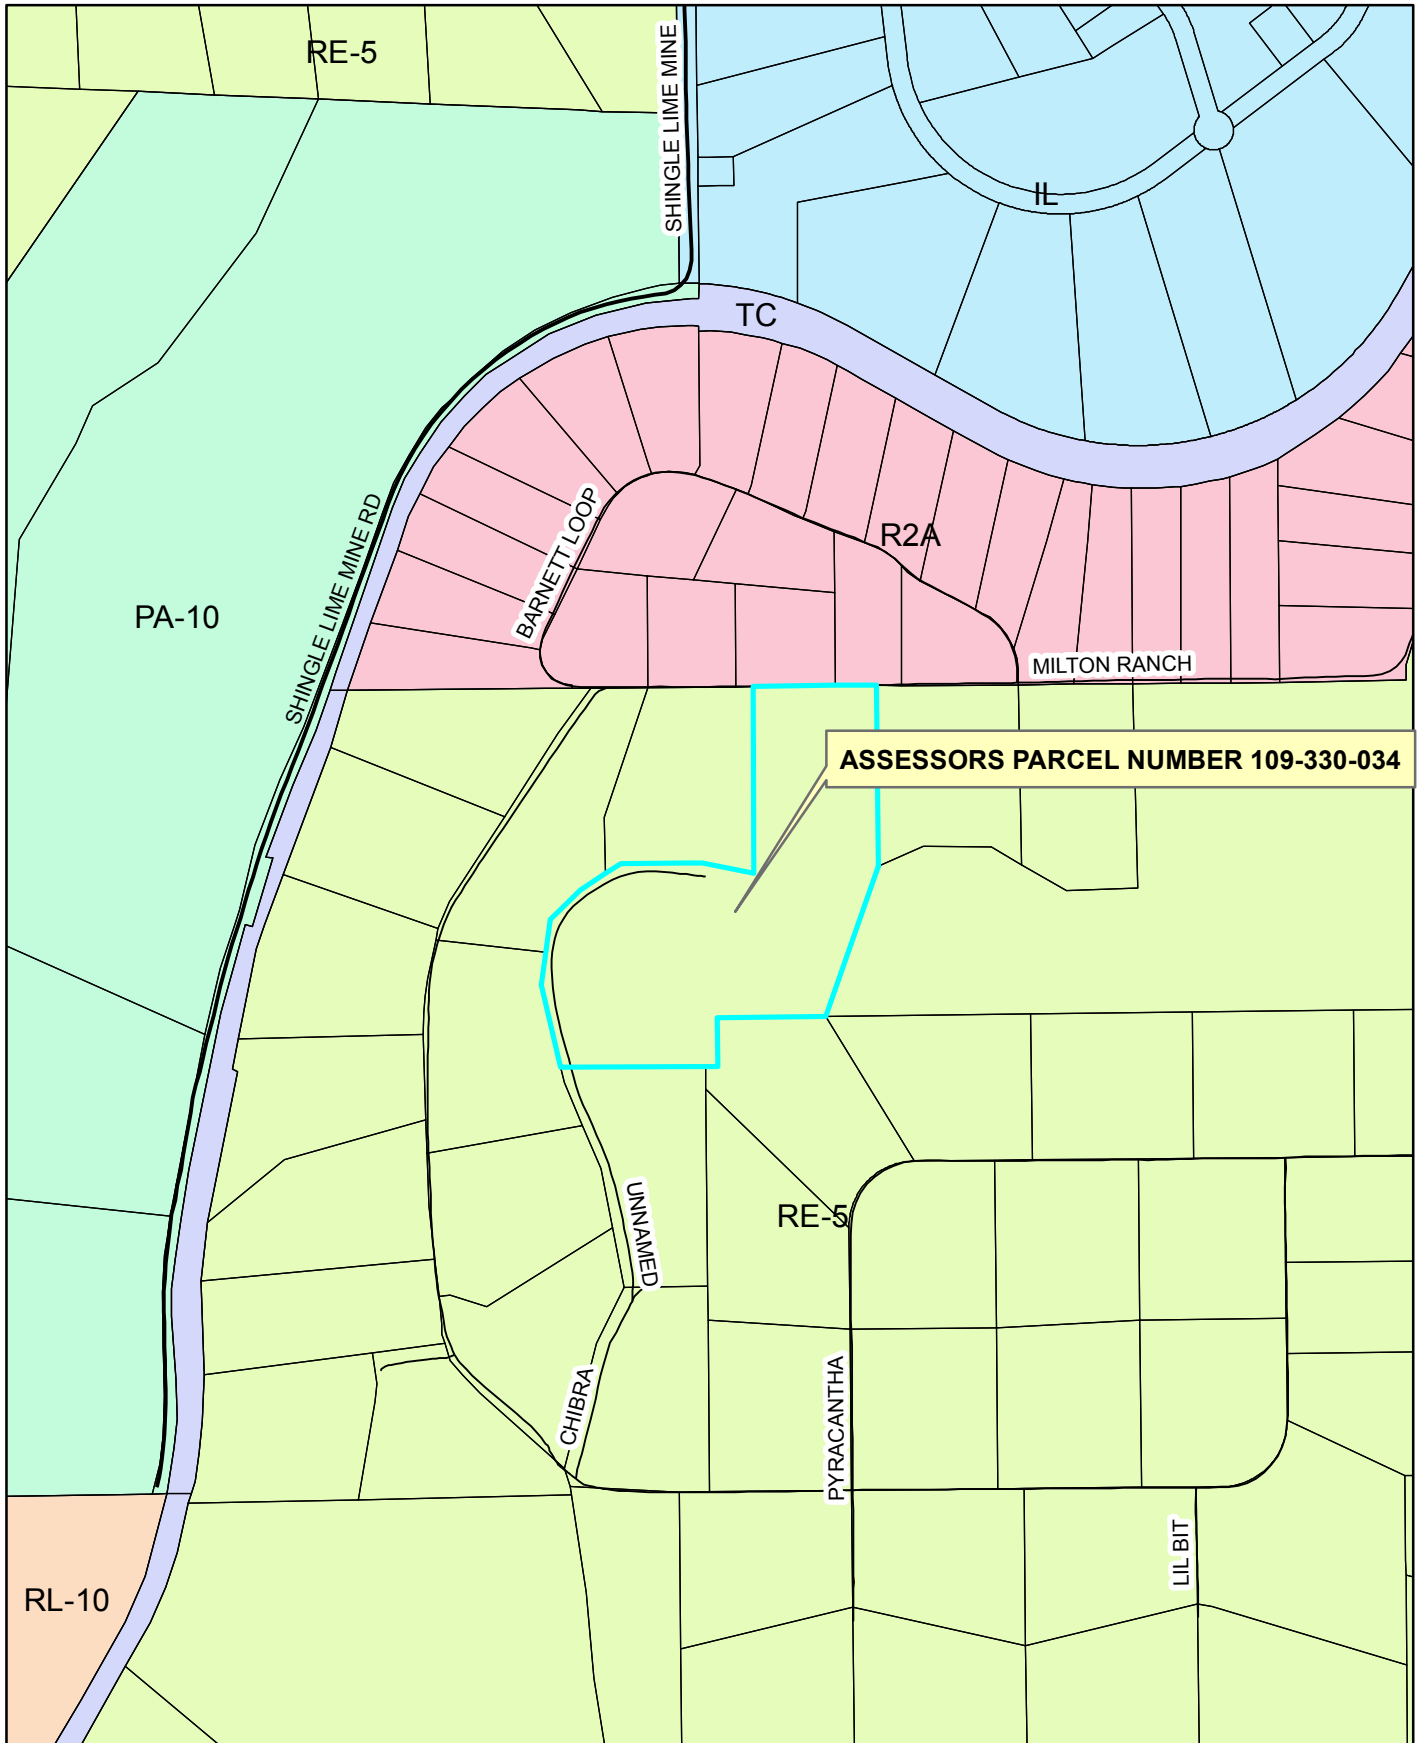 RE-5
SHINGLE LIME MINE
IL
TC
BARNETT LOOP
R2A
SHINGLE LIME MINE RD
PA-10
MILTON RANCH
ASSESSORS PARCEL NUMBER 109-330-034
UNNAMED
RE-5
CHIBRA
PYRACANTHA
LIL BIT
RL-10